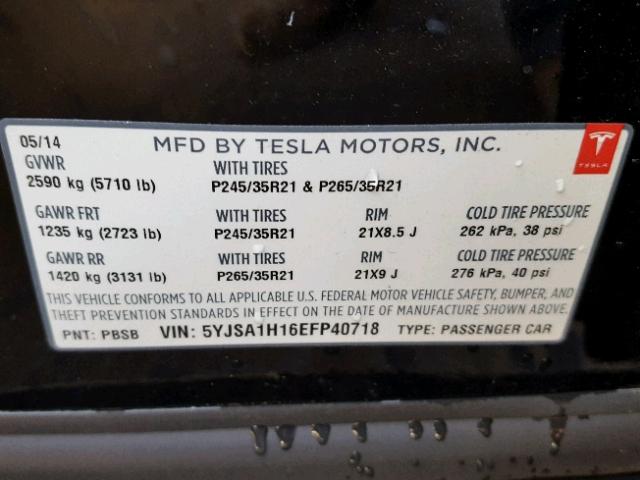 05/14 MFD BY TESLA MOTORS, INC.
TESLA
GVWR WITH TIRES
2590 kg (5710 lb) P245/35R21 & P265/35R21
GAWR FRT WITH TIRES RIM COLD TIRE PRESSURE
1235 kg (2723 lb) P245/35R21 21X8.5 J 262 kPa, 38 psi
GAWR RR WITH TIRES RIM COLD TIRE PRESSURE
1420 kg (3131 lb) P265/35R21 21X9 J 276 kPa, 40 psi
THIS VEHICLE CONFORMS TO ALL APPLICABLE U.S. FEDERAL MOTOR VEHICLE SAFETY, BUMPER, AND
THEFT PREVENTION STANDARDS IN EFFECT ON THE DATE OF MANUFACTURE SHOWN ABOVE.
PNT: PBSB VIN: 5YJSA1H16EFP40718 TYPE: PASSENGER CAR